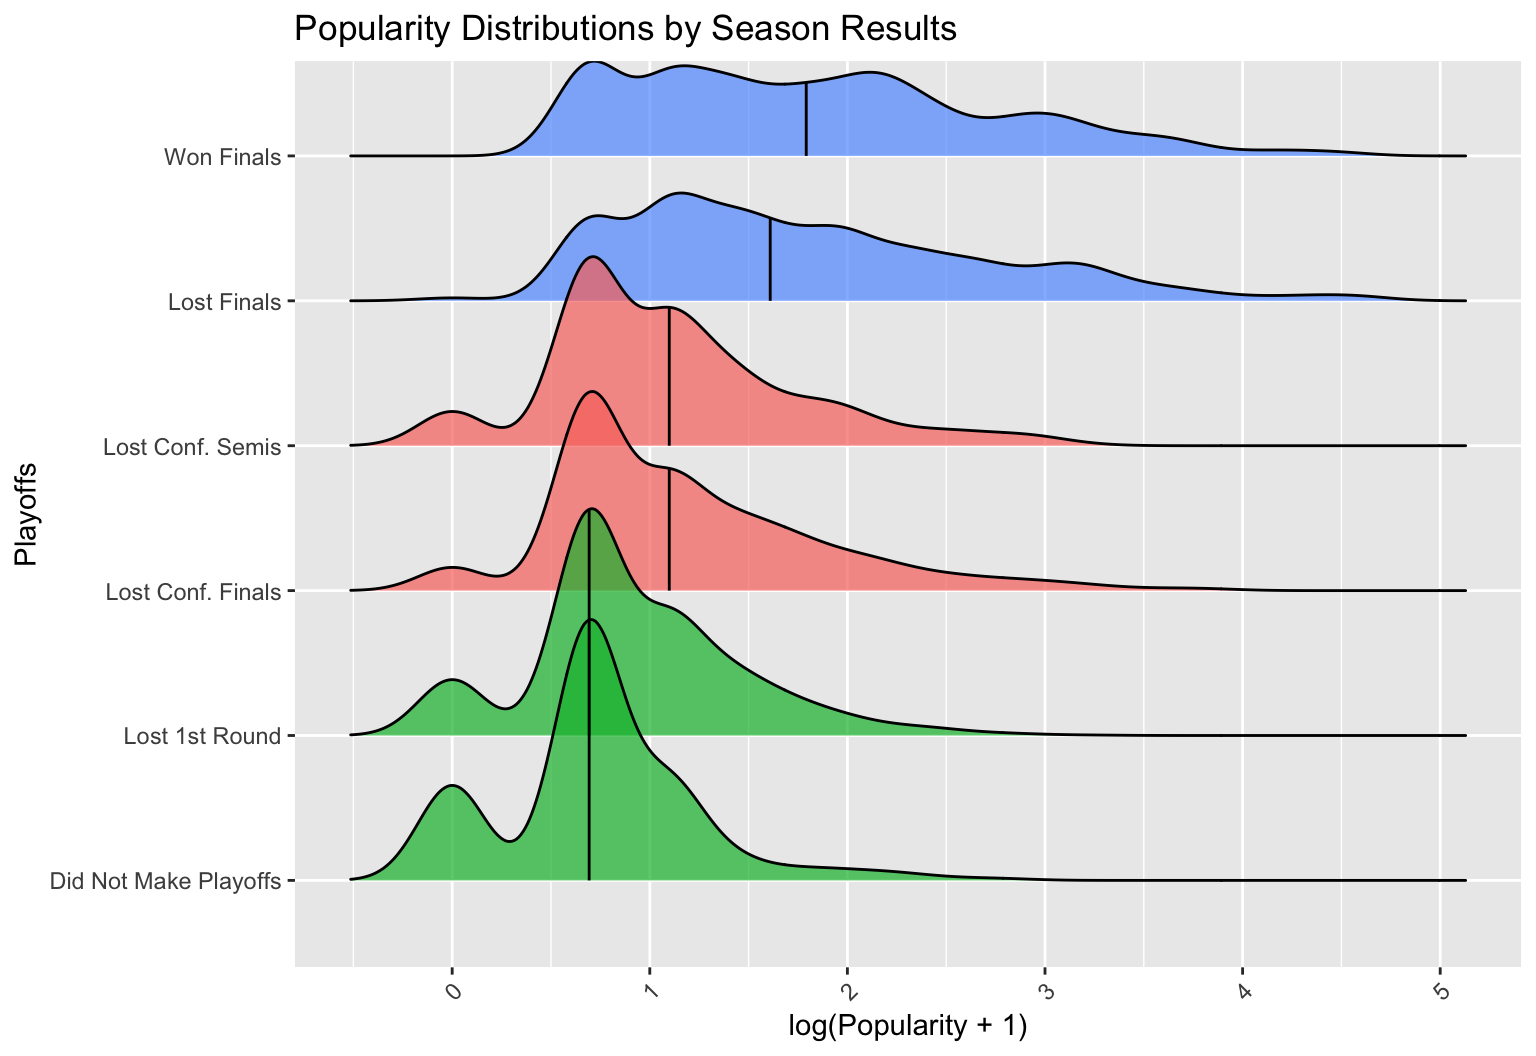 Popularity Distributions by Season Results
Won Finals
Lost Finals
Lost Conf. Semis
Lost Conf. Finals
Lost 1st Round
Did Not Make Playoffs
Playoffs
0 1 2 3 4 5
log(Popularity + 1)